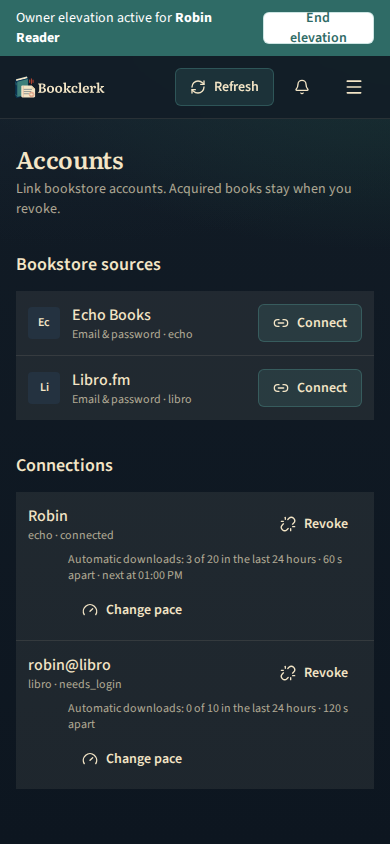 Owner elevation active for Robin
Reader
End
elevation
Bookclerk
Refresh
Accounts
Link bookstore accounts. Acquired books stay when you
revoke.
Bookstore sources
Ec
Echo Books
Email & password · echo
Connect
Li
Libro.fm
Email & password · libro
Connect
Connections
Robin
echo · connected
Revoke
Automatic downloads: 3 of 20 in the last 24 hours · 60 s
apart · next at 01:00 PM
Change pace
robin@libro
libro · needs_login
Revoke
Automatic downloads: 0 of 10 in the last 24 hours · 120 s
apart
Change pace